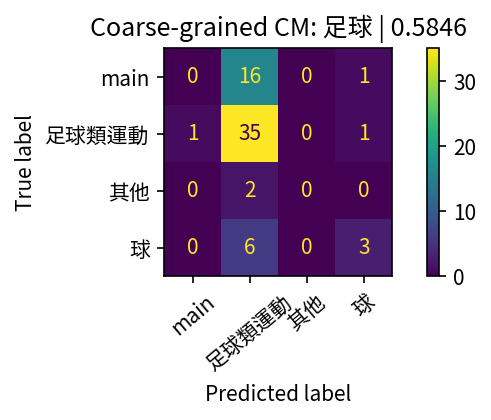 Coarse-grained CM: 足球 | 0.5846
True label
main 0 16 0 1
足球類運動 1 35 0 1
其他 0 2 0 0
球 0 6 0 3
main 足球類運動 其他 球
Predicted label
30
20
10
0